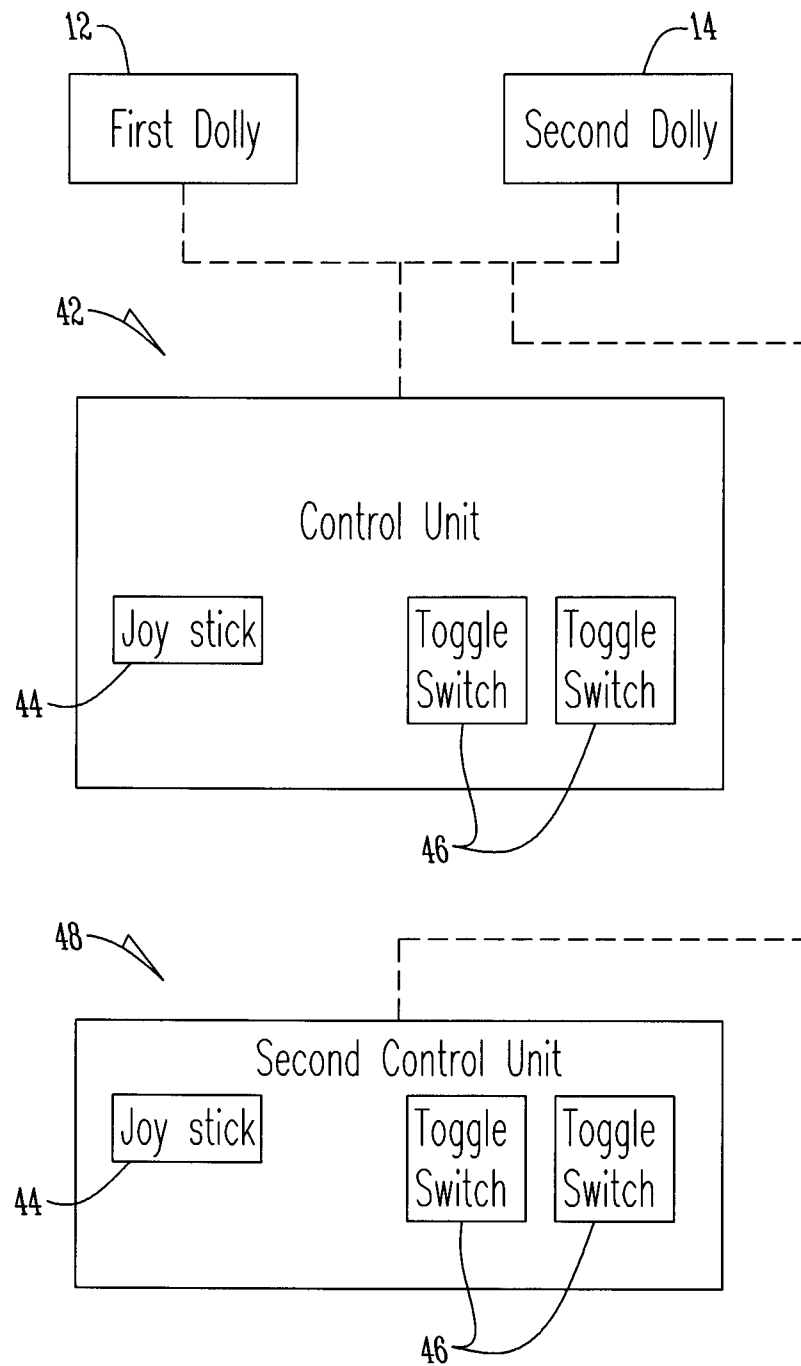 12
14
First Dolly
Second Dolly
42
Control Unit
Joy stick
Toggle
Switch
Toggle
Switch
44
46
48
Second Control Unit
Joy stick
Toggle
Switch
Toggle
Switch
44
46